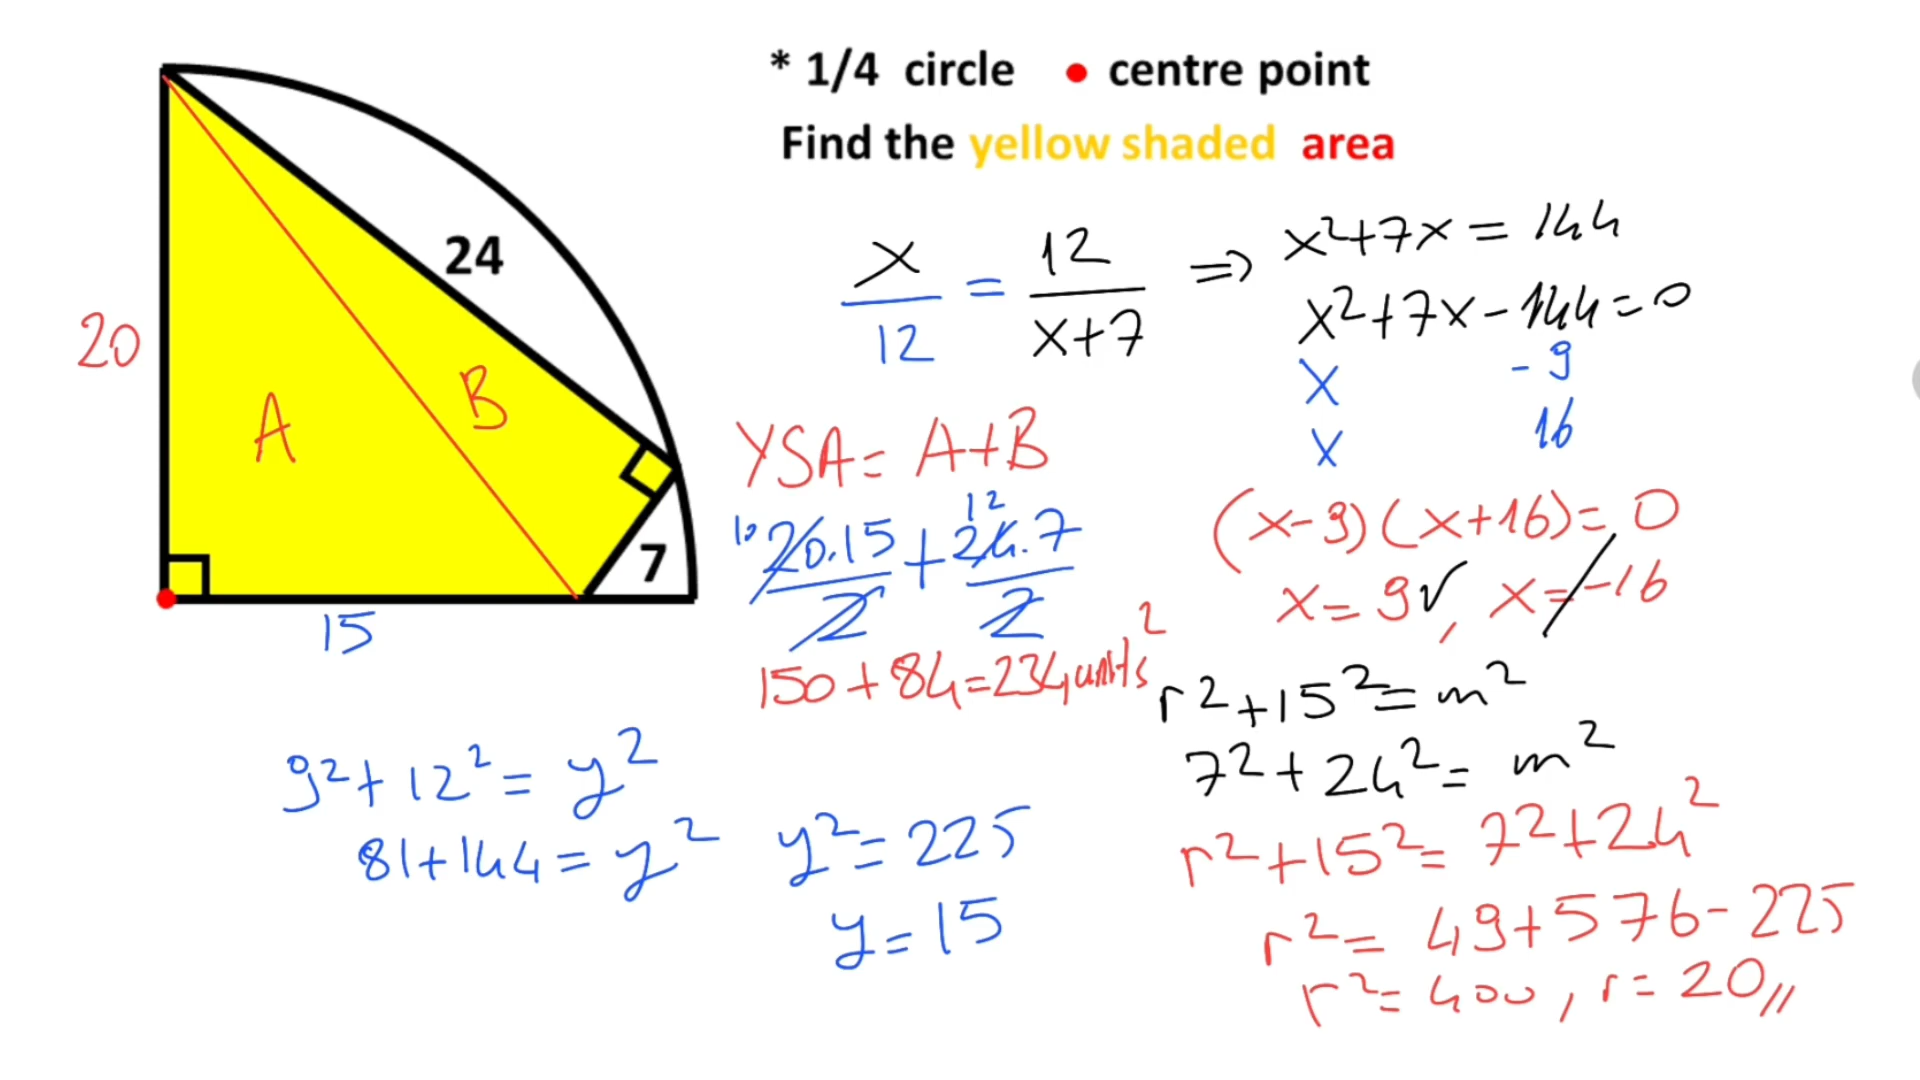 * 1/4 circle • centre point
Find the yellow shaded area
24
20
A
B
7
15
x/12 = 12/(x+7) ⇒ x²+7x = 144
x²+7x-144=0
x -9
x 16
YSA = A+B
10 20.15/2 + 12 24.7/2
150+84=234 units²
(x-9)(x+16)=0
x=9✓, x=-16
r²+15²=m²
7²+24²=m²
r²+15²=7²+24²
r²=49+576-225
r²=400, r=20//
9²+12²=y²
81+144=y² y²=225
y=15